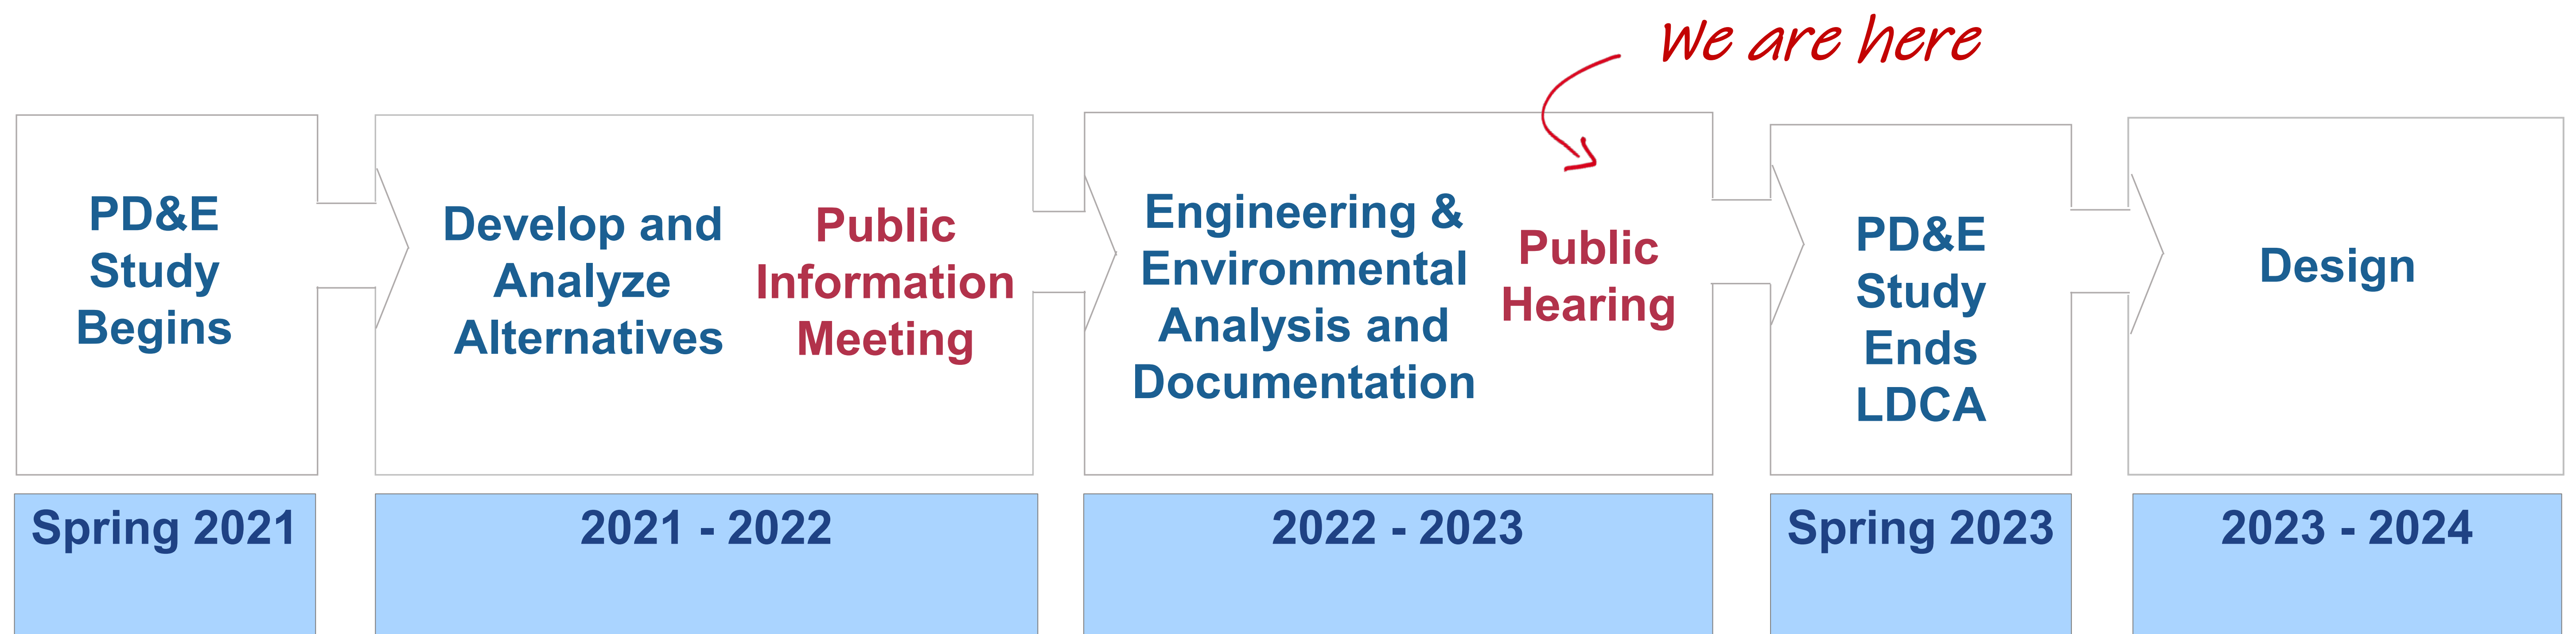 We are here
PD&E
Study
Begins
Develop and
Analyze
Alternatives
Public
Information
Meeting
Engineering &
Environmental
Analysis and
Documentation
Public
Hearing
PD&E
Study
Ends
LDCA
Design
Spring 2021
2021 - 2022
2022 - 2023
Spring 2023
2023 - 2024